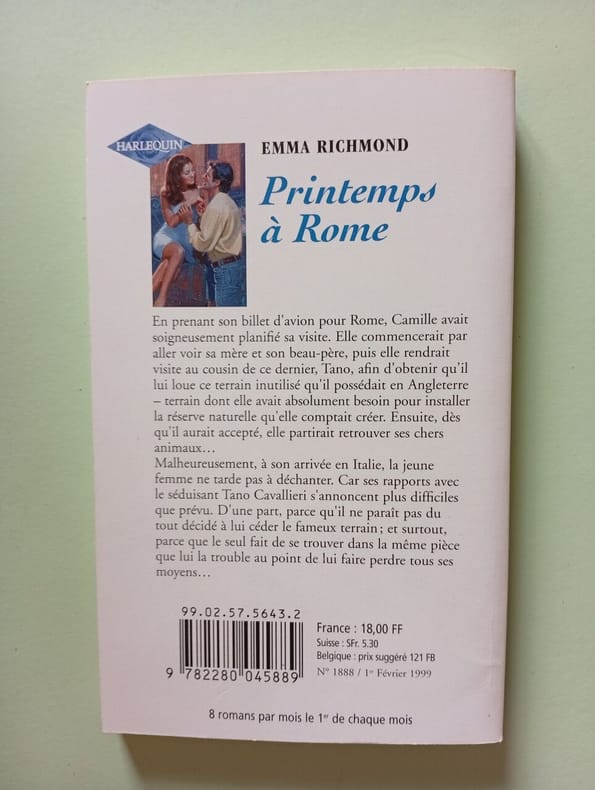 HARLEQUIN
EMMA RICHMOND
Printemps
à Rome
En prenant son billet d'avion pour Rome, Camille avait
soigneusement planifié sa visite. Elle commencerait par
aller voir sa mère et son beau-père, puis elle rendrait
visite au cousin de ce dernier, Tano, afin d'obtenir qu'il
lui loue ce terrain inutilisé qu'il possédait en Angleterre
– terrain dont elle avait absolument besoin pour installer
la réserve naturelle qu'elle comptait créer. Ensuite, dès
qu'il aurait accepté, elle partirait retrouver ses chers
animaux…
Malheureusement, à son arrivée en Italie, la jeune
femme ne tarde pas à déchanter. Car ses rapports avec
le séduisant Tano Cavallieri s'annoncent plus difficiles
que prévu. D'une part, parce qu'il ne paraît pas du
tout décidé à lui céder le fameux terrain ; et surtout,
parce que le seul fait de se trouver dans la même pièce
que lui la trouble au point de lui faire perdre tous ses
moyens…
99.02.57.5643.2
9 782280 045889
France : 18,00 FF
Suisse : SFr. 5.30
Belgique : prix suggéré 121 FB
N° 1888 / 1er Février 1999
8 romans par mois le 1er de chaque mois